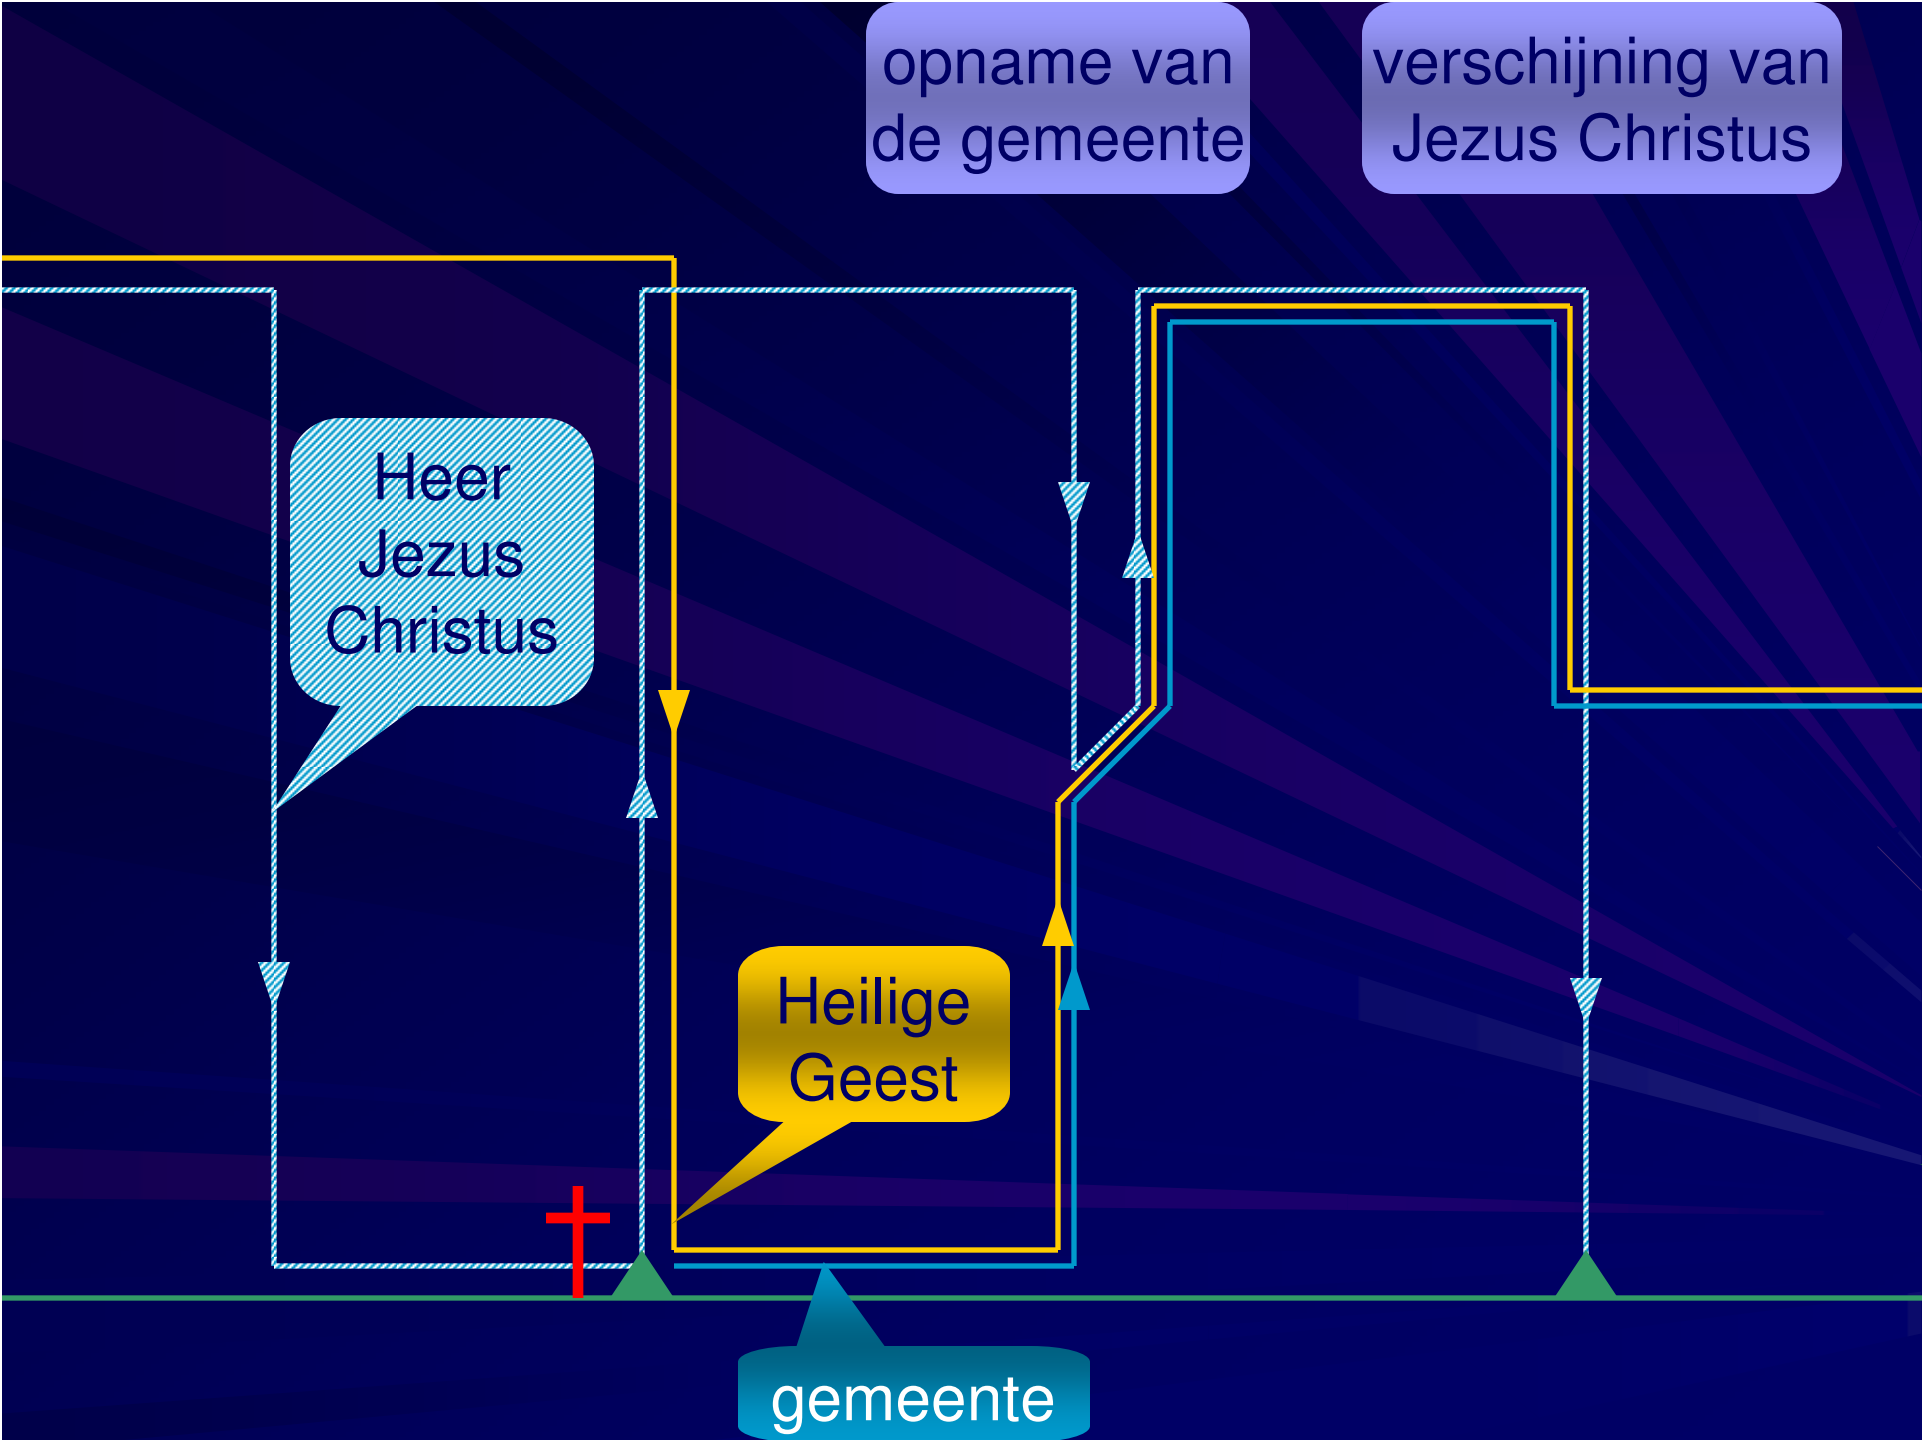 opname van
de gemeente
verschijning van
Jezus Christus
Heer
Jezus
Christus
Heilige
Geest
gemeente